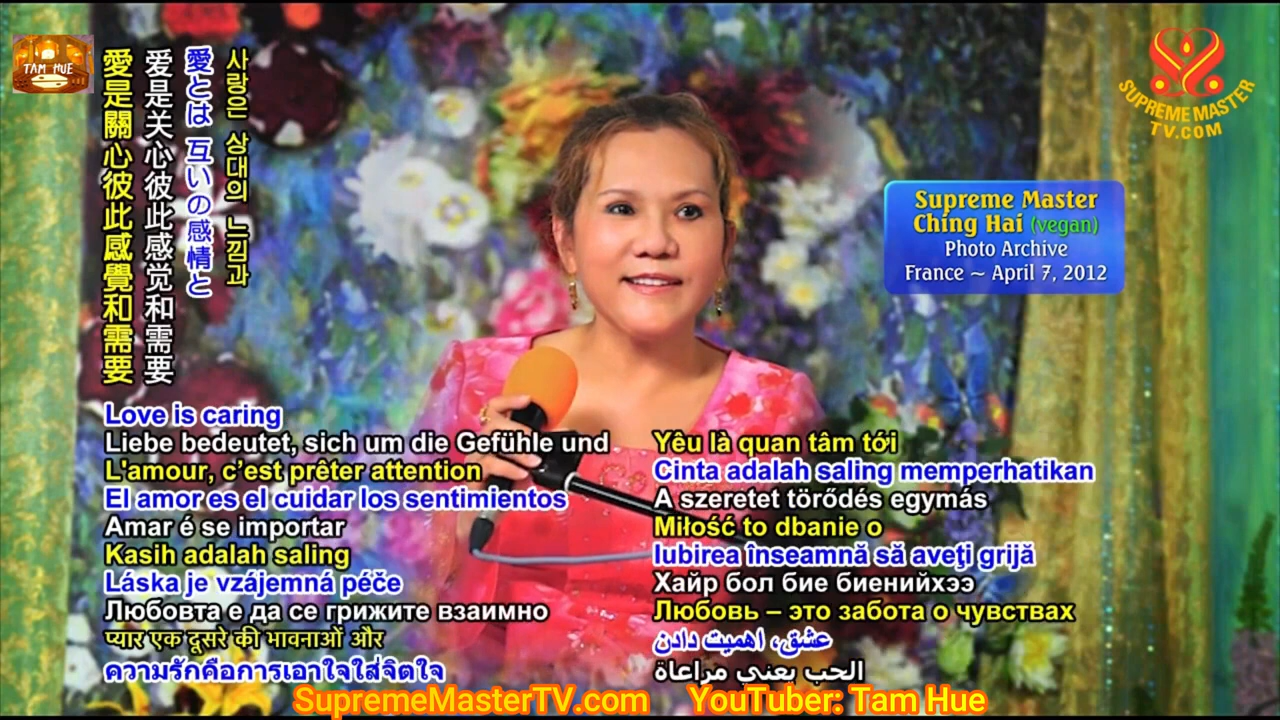 TAM HUE
SUPREME MASTER
TV.COM
Supreme Master
Ching Hai (vegan)
Photo Archive
France ~ April 7, 2012
愛是關心彼此感覺和需要
爱是关心彼此感觉和需要
愛とは 互いの感情と
사랑은 상대의 느낌과
Love is caring
Liebe bedeutet, sich um die Gefühle und
L'amour, c’est prêter attention
El amor es el cuidar los sentimientos
Amar é se importar
Kasih adalah saling
Láska je vzájemná péče
Любовта е да се грижите взаимно
प्यार एक दूसरे की भावनाओं और
ความรักคือการเอาใจใส่จิตใจ
Yêu là quan tâm tới
Cinta adalah saling memperhatikan
A szeretet törődés egymás
Miłość to dbanie o
Iubirea înseamnă să aveţi grijă
Хайр бол бие биенийхээ
Любовь – это забота о чувствах
عشق، اهمیت دادن
الحب يعني مراعاة
SupremeMasterTV.com YouTuber: Tam Hue